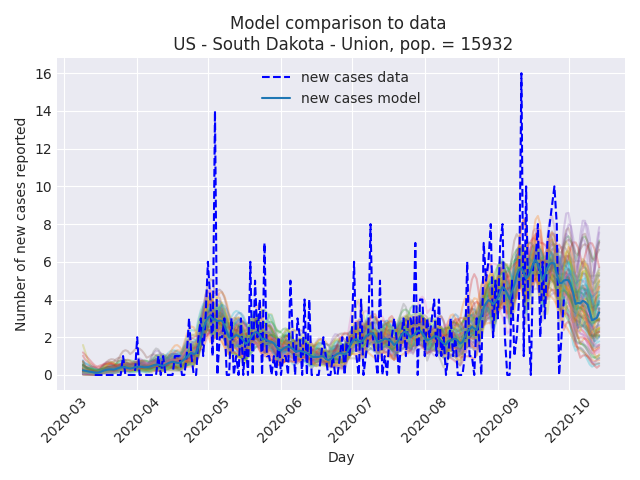 Model comparison to data
US - South Dakota - Union, pop. = 15932
new cases data
new cases model
Number of new cases reported
16
14
12
10
8
6
4
2
0
2020-03
2020-04
2020-05
2020-06
2020-07
2020-08
2020-09
2020-10
Day